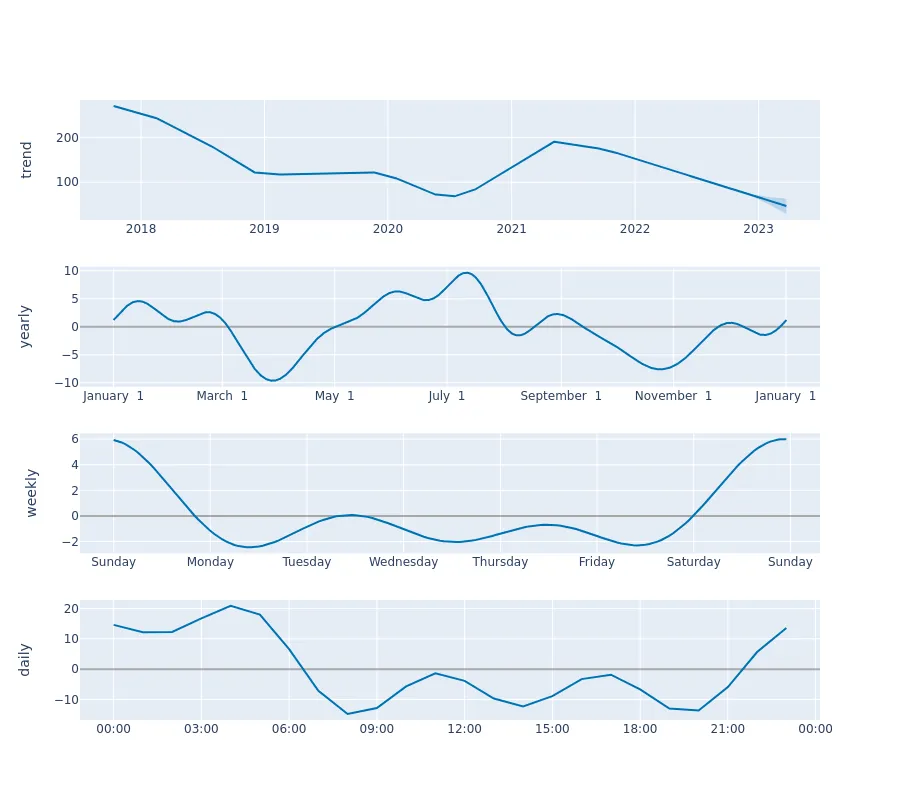 trend
200
100
2018 2019 2020 2021 2022 2023
yearly
10
5
0
−5
−10
January 1 March 1 May 1 July 1 September 1 November 1 January 1
weekly
6
4
2
0
−2
Sunday Monday Tuesday Wednesday Thursday Friday Saturday Sunday
daily
20
10
0
−10
00:00 03:00 06:00 09:00 12:00 15:00 18:00 21:00 00:00